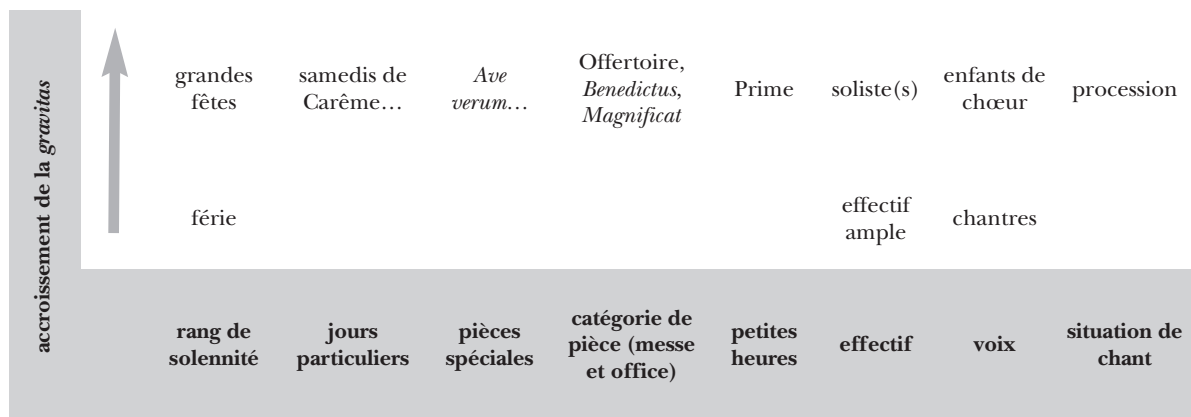 accroissement de la gravitas
grandes
fêtes
samedis de
Carême…
Ave
verum…
Offertoire,
Benedictus,
Magnificat
Prime
soliste(s)
enfants de
chœur
procession
férie
effectif
ample
chantres
rang de
solennité
jours
particuliers
pièces
spéciales
catégorie de
pièce (messe
et office)
petites
heures
effectif
voix
situation de
chant